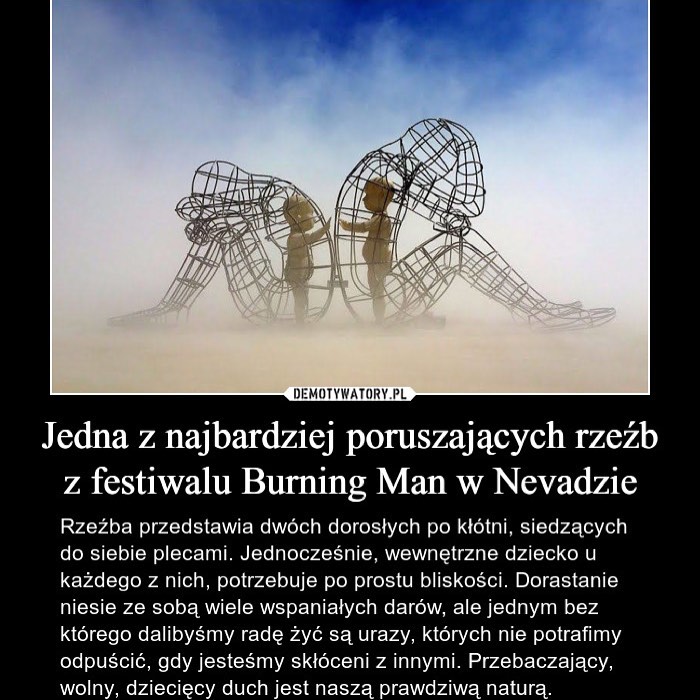 DEMOTYWATORY.PL
Jedna z najbardziej poruszających rzeźb
z festiwalu Burning Man w Nevadzie
Rzeźba przedstawia dwóch dorosłych po kłótni, siedzących
do siebie plecami. Jednocześnie, wewnętrzne dziecko u
każdego z nich, potrzebuje po prostu bliskości. Dorastanie
niesie ze sobą wiele wspaniałych darów, ale jednym bez
którego dalibyśmy radę żyć są urazy, których nie potrafimy
odpuścić, gdy jesteśmy skłóceni z innymi. Przebaczający,
wolny, dziecięcy duch jest naszą prawdziwą naturą.